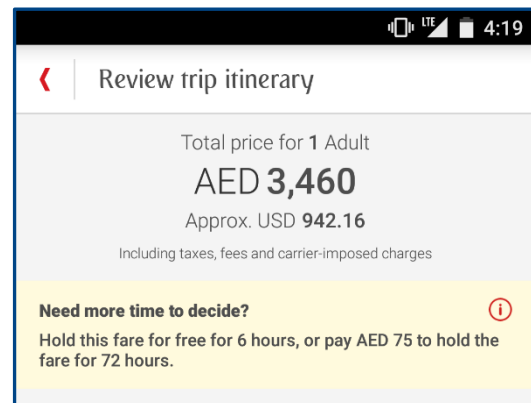 LTE 4:19
Review trip itinerary
Total price for 1 Adult
AED 3,460
Approx. USD 942.16
Including taxes, fees and carrier-imposed charges
Need more time to decide?
Hold this fare for free for 6 hours, or pay AED 75 to hold the
fare for 72 hours.